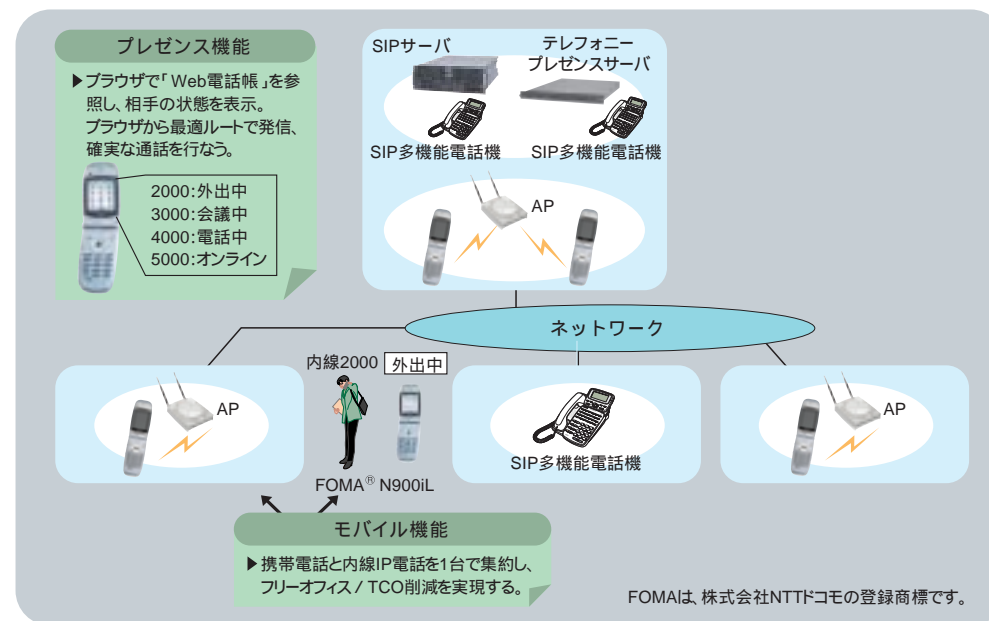 プレゼンス機能
▶ブラウザで「Web電話帳」を参
照し、相手の状態を表示。
ブラウザから最適ルートで発信、
確実な通話を行なう。
2000:外出中
3000:会議中
4000:電話中
5000:オンライン
SIPサーバ
テレフォニー
プレゼンスサーバ
SIP多機能電話機
SIP多機能電話機
AP
ネットワーク
AP
内線2000 外出中
FOMA® N900iL
SIP多機能電話機
AP
モバイル機能
▶携帯電話と内線IP電話を1台で集約し、
フリーオフィス/TCO削減を実現する。
FOMAは、株式会社NTTドコモの登録商標です。